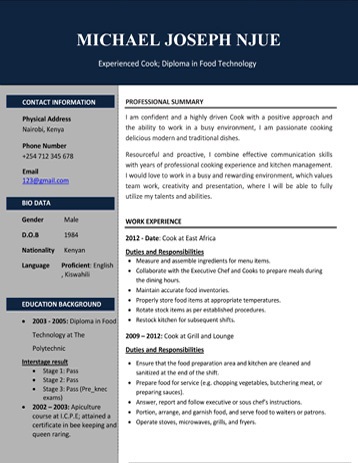 MICHAEL JOSEPH NJUE
Experienced Cook; Diploma in Food Technology
CONTACT INFORMATION
Physical Address
Nairobi, Kenya
Phone Number
+254 712 345 678
Email
123@gmail.com
BIO DATA
Gender Male
D.O.B 1984
Nationality Kenyan
Language Proficient: English
, Kiswahili
EDUCATION BACKGROUND
• 2003 - 2005: Diploma in Food
Technology at The
Polytechnic
Interstage result
• Stage 1: Pass
• Stage 2: Pass
• Stage 3: Pass (Pre_knec
exams)
• 2002 – 2003: Apiculture
course at I.C.P.E; attained a
certificate in bee keeping and
queen raring.
PROFESSIONAL SUMMARY
I am confident and a highly driven Cook with a positive approach and
the ability to work in a busy environment, I am passionate cooking
delicious modern and traditional dishes.
Resourceful and proactive, I combine effective communication skills
with years of professional cooking experience and kitchen management.
I would love to work in a busy and rewarding environment, which values
team work, creativity and presentation, where I will be able to fully
utilize my talents and abilities.
WORK EXPERIENCE
2012 - Date: Cook at East Africa
Duties and Responsibilities
• Measure and assemble ingredients for menu items.
• Collaborate with the Executive Chef and Cooks to prepare meals during
the dining hours.
• Maintain accurate food inventories.
• Properly store food items at appropriate temperatures.
• Rotate stock items as per established procedures.
• Restock kitchen for subsequent shifts.
2009 – 2012: Cook at Grill and Lounge
Duties and Responsibilities
• Ensure that the food preparation area and kitchen are cleaned and
sanitized at the end of the shift.
• Prepare food for service (e.g. chopping vegetables, butchering meat, or
preparing sauces).
• Answer, report and follow executive or sous chef's instructions.
• Portion, arrange, and garnish food, and serve food to waiters or patrons.
• Operate stoves, microwaves, grills, and fryers.